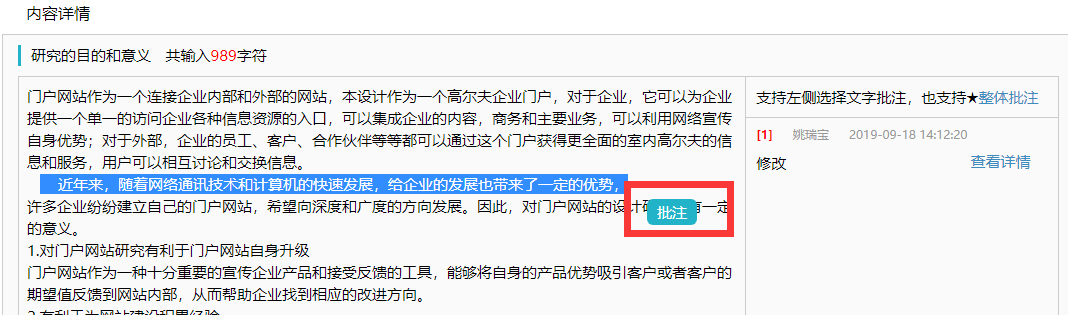 内容详情
研究的目的和意义 共输入989字符
门户网站作为一个连接企业内部和外部的网站，本设计作为一个高尔夫企业门户，对于企业，它可以为企业
提供一个单一的访问企业各种信息资源的入口，可以集成企业的内容，商务和主要业务，可以利用网络宣传
自身优势；对于外部，企业的员工、客户、合作伙伴等等都可以通过这个门户获得更全面的室内高尔夫的信
息和服务，用户可以相互讨论和交换信息。
近年来，随着网络通讯技术和计算机的快速发展，给企业的发展也带来了一定的优势，
许多企业纷纷建立自己的门户网站，希望向深度和广度的方向发展。因此，对门户网站的设计 有一定
批注
的意义。
1.对门户网站研究有利于门户网站自身升级
门户网站作为一种十分重要的宣传企业产品和接受反馈的工具，能够将自身的产品优势吸引客户或者客户的
期望值反馈到网站内部，从而帮助企业找到相应的改进方向。
支持左侧选择文字批注，也支持★整体批注
[1] 姚瑞宝 2019-09-18 14:12:20
修改 查看详情